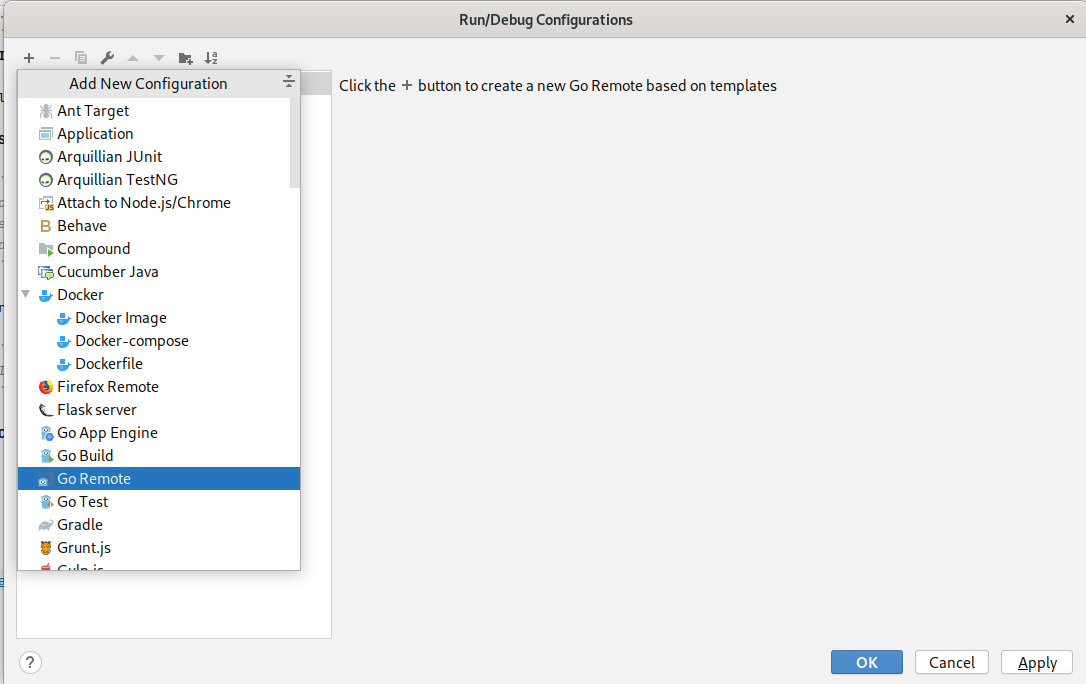 Run/Debug Configurations
Add New Configuration
Click the + button to create a new Go Remote based on templates
Ant Target
Application
Arquillian JUnit
Arquillian TestNG
Attach to Node.js/Chrome
Behave
Compound
Cucumber Java
Docker
Docker Image
Docker-compose
Dockerfile
Firefox Remote
Flask server
Go App Engine
Go Build
Go Remote
Go Test
Gradle
Grunt.js
Gulp.js
?
OK
Cancel
Apply